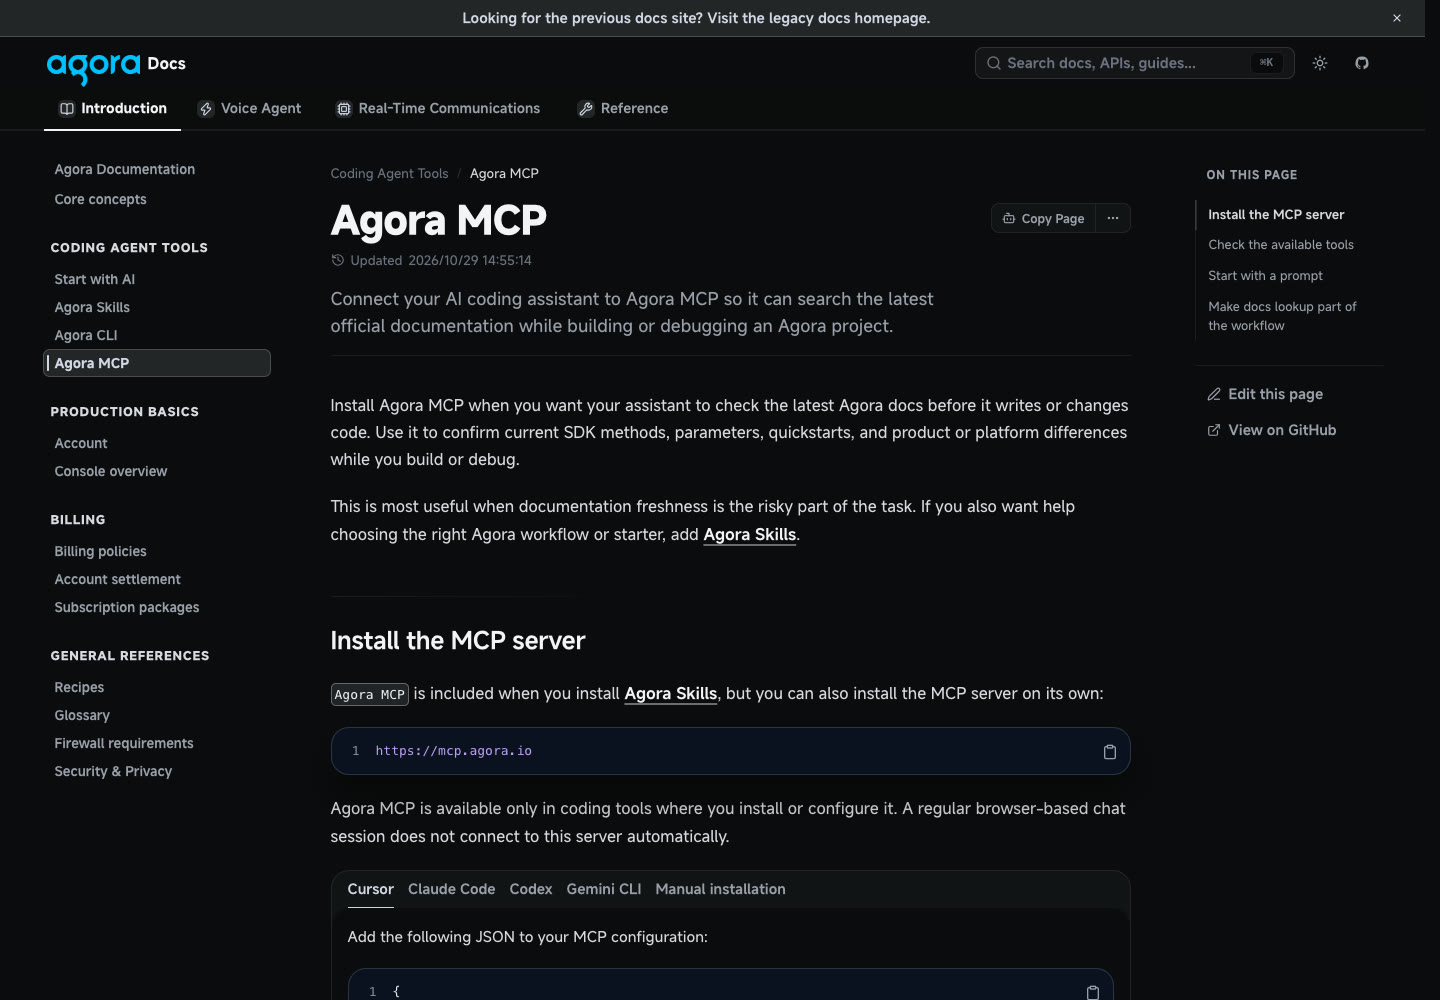 Looking for the previous docs site? Visit the legacy docs homepage.
agora Docs
Search docs, APIs, guides...
⌘K
Introduction
Voice Agent
Real-Time Communications
Reference
Agora Documentation
Core concepts
CODING AGENT TOOLS
Start with AI
Agora Skills
Agora CLI
Agora MCP
PRODUCTION BASICS
Account
Console overview
BILLING
Billing policies
Account settlement
Subscription packages
GENERAL REFERENCES
Recipes
Glossary
Firewall requirements
Security & Privacy
Coding Agent Tools / Agora MCP
Agora MCP
Copy Page
Updated 2026/10/29 14:55:14
Connect your AI coding assistant to Agora MCP so it can search the latest
official documentation while building or debugging an Agora project.
Install Agora MCP when you want your assistant to check the latest Agora docs before it writes or changes
code. Use it to confirm current SDK methods, parameters, quickstarts, and product or platform differences
while you build or debug.
This is most useful when documentation freshness is the risky part of the task. If you also want help
choosing the right Agora workflow or starter, add Agora Skills.
Install the MCP server
Agora MCP is included when you install Agora Skills, but you can also install the MCP server on its own:
1 https://mcp.agora.io
Agora MCP is available only in coding tools where you install or configure it. A regular browser-based chat
session does not connect to this server automatically.
Cursor
Claude Code
Codex
Gemini CLI
Manual installation
Add the following JSON to your MCP configuration:
1 {
ON THIS PAGE
Install the MCP server
Check the available tools
Start with a prompt
Make docs lookup part of
the workflow
Edit this page
View on GitHub